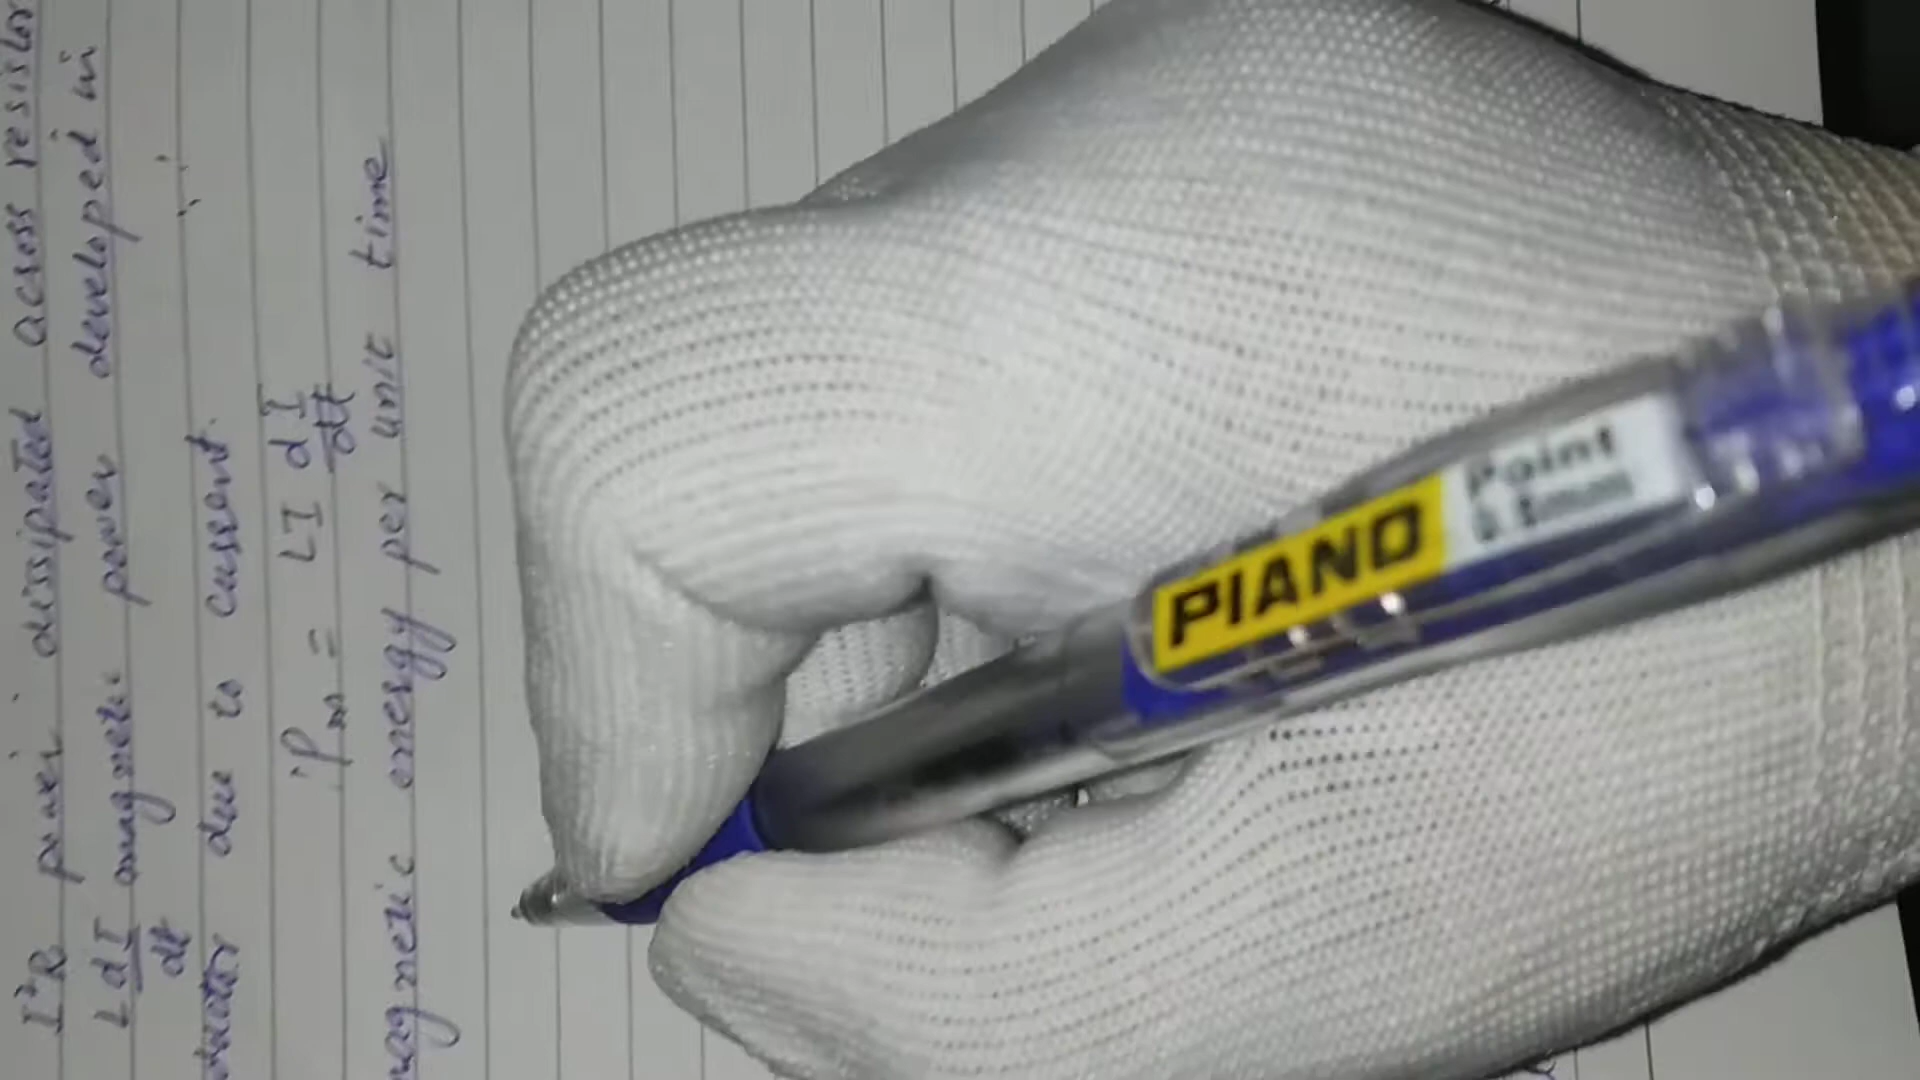 I²R power dissipated across resistor
L dI/dt magnetic power developed in
due to current.
Pm = LI dI/dt
magnetic energy per unit time
PIANO
Point